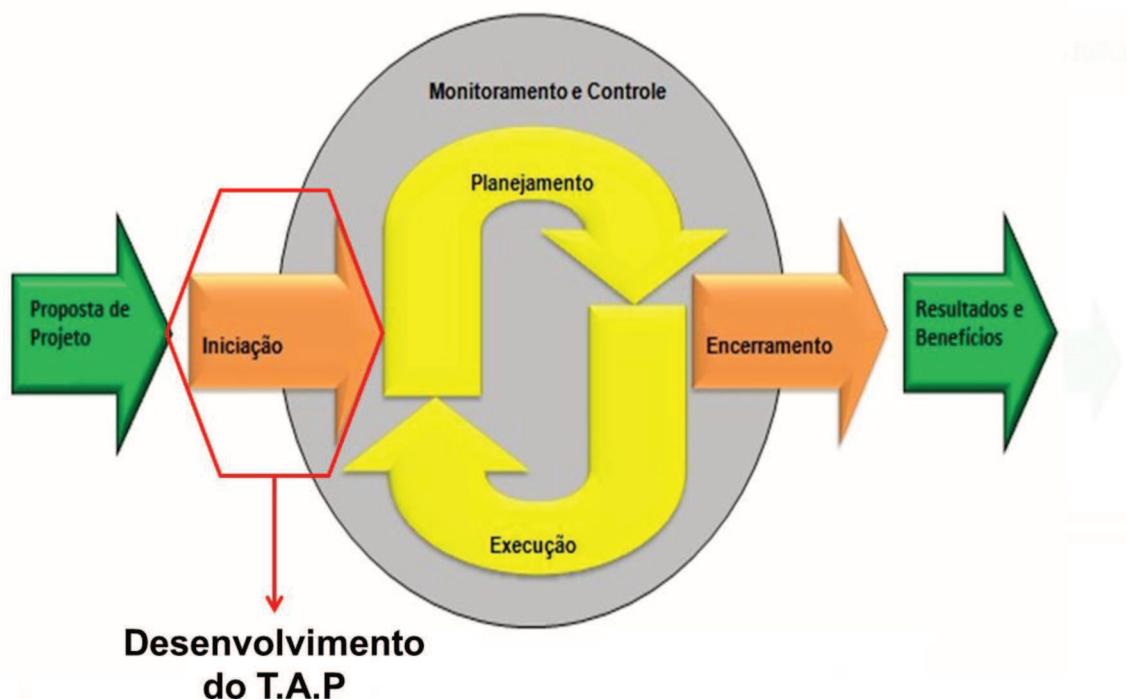 Monitoramento e Controle
Planejamento
Proposta de
Projeto
Iniciação
Encerramento
Resultados e
Benefícios
Execução
Desenvolvimento
do T.A.P